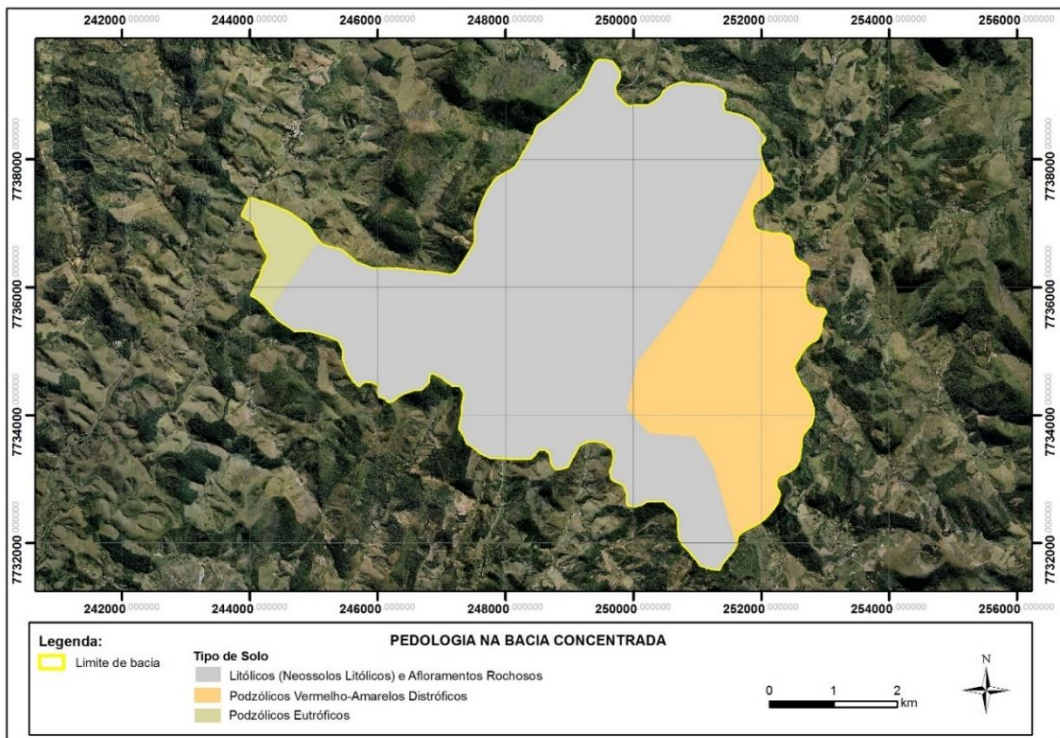 242000.000000 244000.000000 246000.000000 248000.000000 250000.000000 252000.000000 254000.000000 256000.000000
7738000.000000 7738000.000000
7736000.000000 7736000.000000
7734000.000000 7734000.000000
7732000.000000 7732000.000000
242000.000000 244000.000000 246000.000000 248000.000000 250000.000000 252000.000000 254000.000000 256000.000000
PEDOLOGIA NA BACIA CONCENTRADA
Legenda:
Limite de bacia
Tipo de Solo
Litólicos (Neossolos Litólicos) e Afloramentos Rochosos
Podzólicos Vermelho-Amarelos Distróficos
Podzólicos Eutróficos
0 1 2
km
N